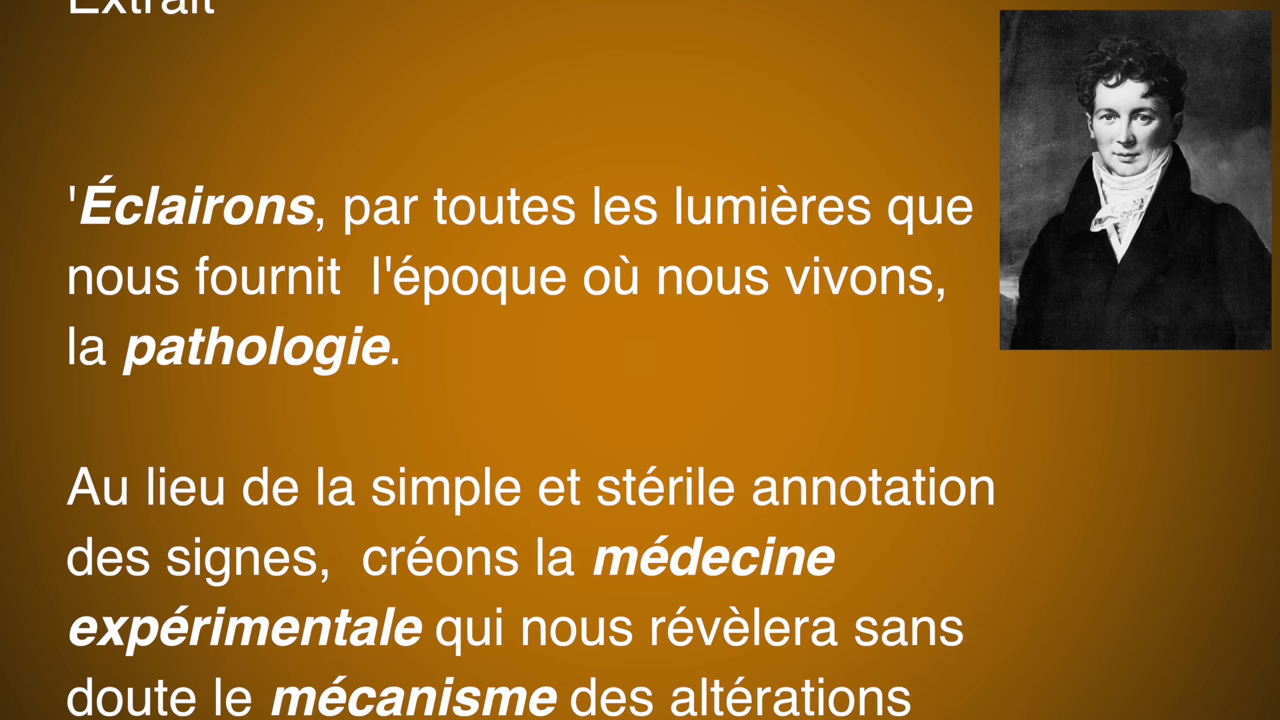 Extrait
'Éclairons, par toutes les lumières que
nous fournit  l'époque où nous vivons,
la pathologie.
Au lieu de la simple et stérile annotation
des signes,  créons la médecine
expérimentale qui nous révèlera sans
doute le mécanisme des altérations